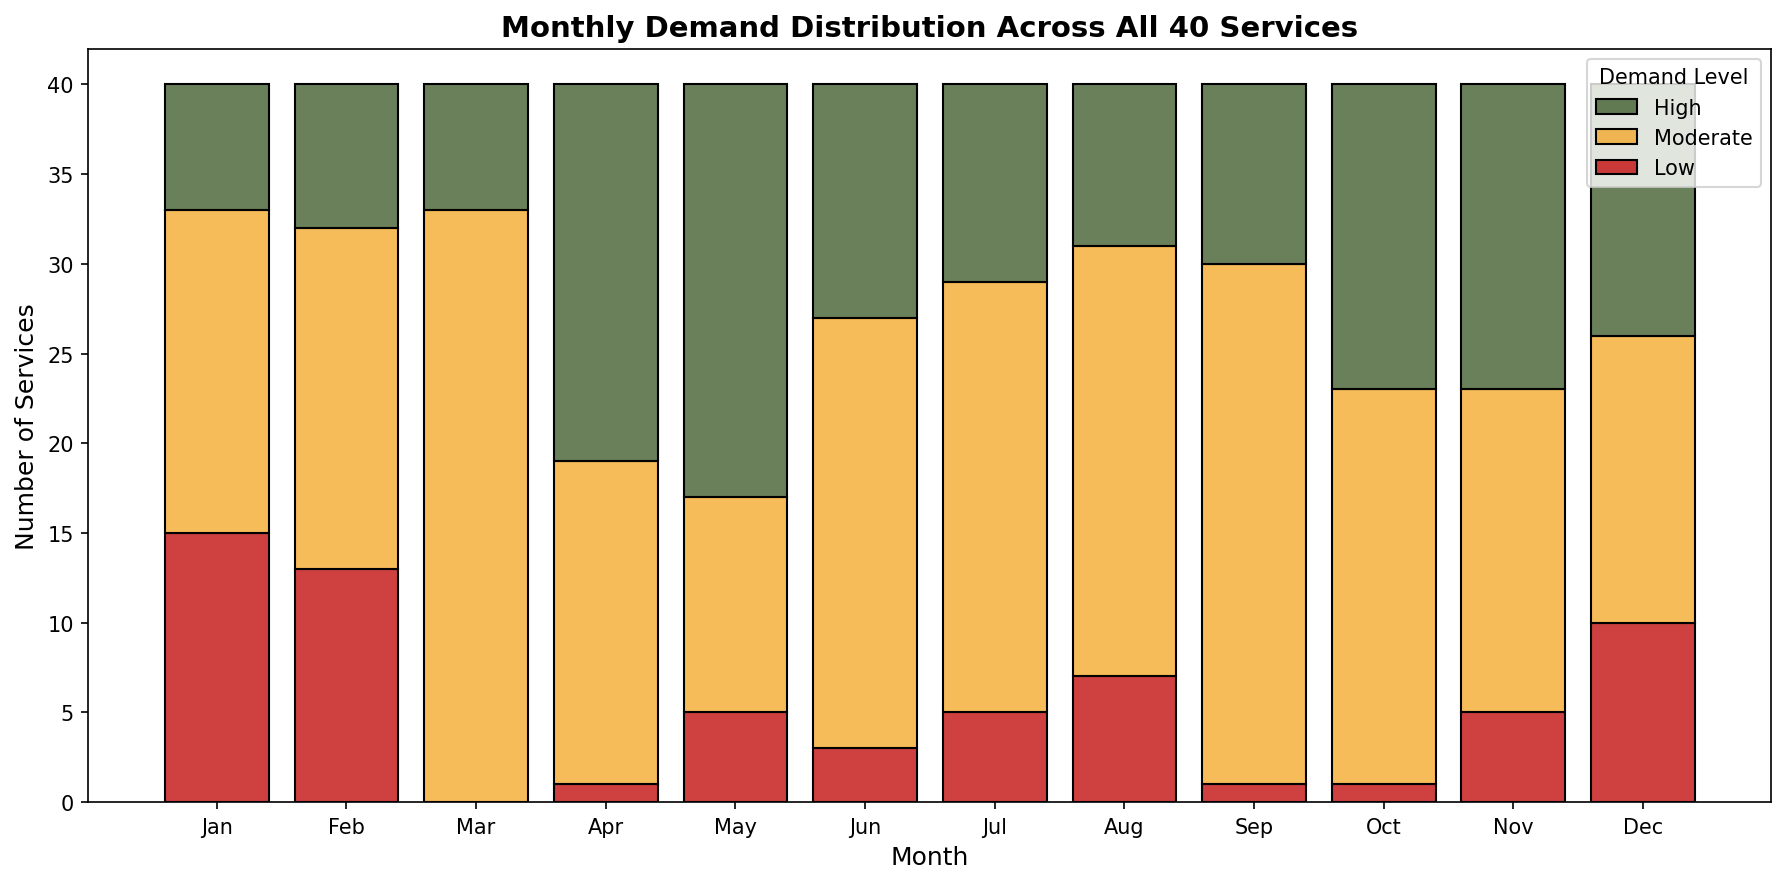 Monthly Demand Distribution Across All 40 Services
Demand Level
High
Moderate
Low
Number of Services
40
35
30
25
20
15
10
5
0
Jan Feb Mar Apr May Jun Jul Aug Sep Oct Nov Dec
Month